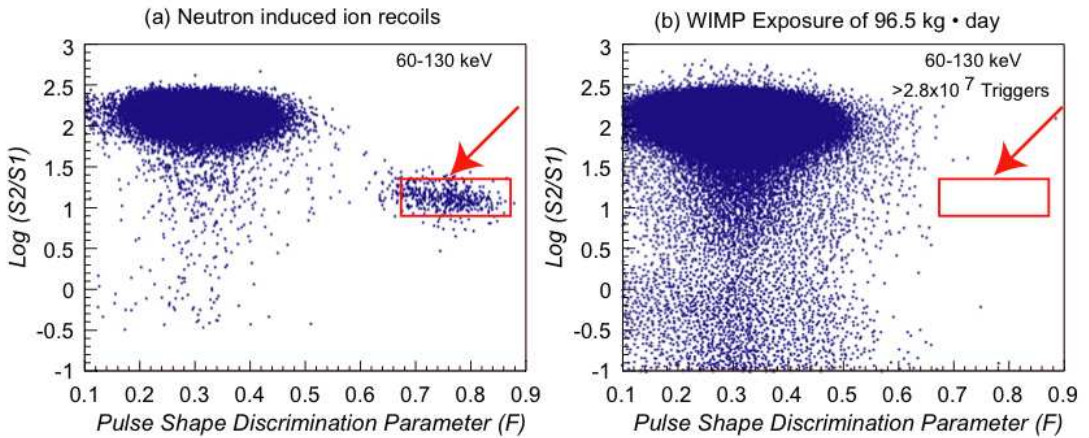 (a) Neutron induced ion recoils
60-130 keV
3
2.5
2
1.5
1
0.5
0
-0.5
-1
Log (S2/S1)
0.1 0.2 0.3 0.4 0.5 0.6 0.7 0.8 0.9
Pulse Shape Discrimination Parameter (F)
(b) WIMP Exposure of 96.5 kg • day
60-130 keV
>2.8x10 7 Triggers
3
2.5
2
1.5
1
0.5
0
-0.5
-1
Log (S2/S1)
0.1 0.2 0.3 0.4 0.5 0.6 0.7 0.8 0.9
Pulse Shape Discrimination Parameter (F)